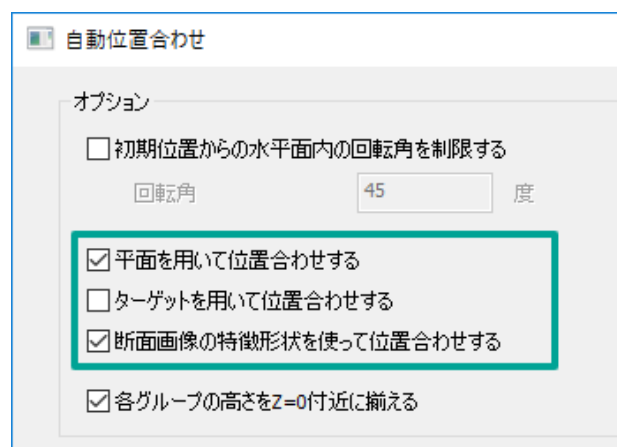 自動位置合わせ
オプション
初期位置からの水平面内の回転角を制限する
回転角 45 度
平面を用いて位置合わせする
ターゲットを用いて位置合わせする
断面画像の特徴形状を使って位置合わせする
各グループの高さをZ=0付近に揃える